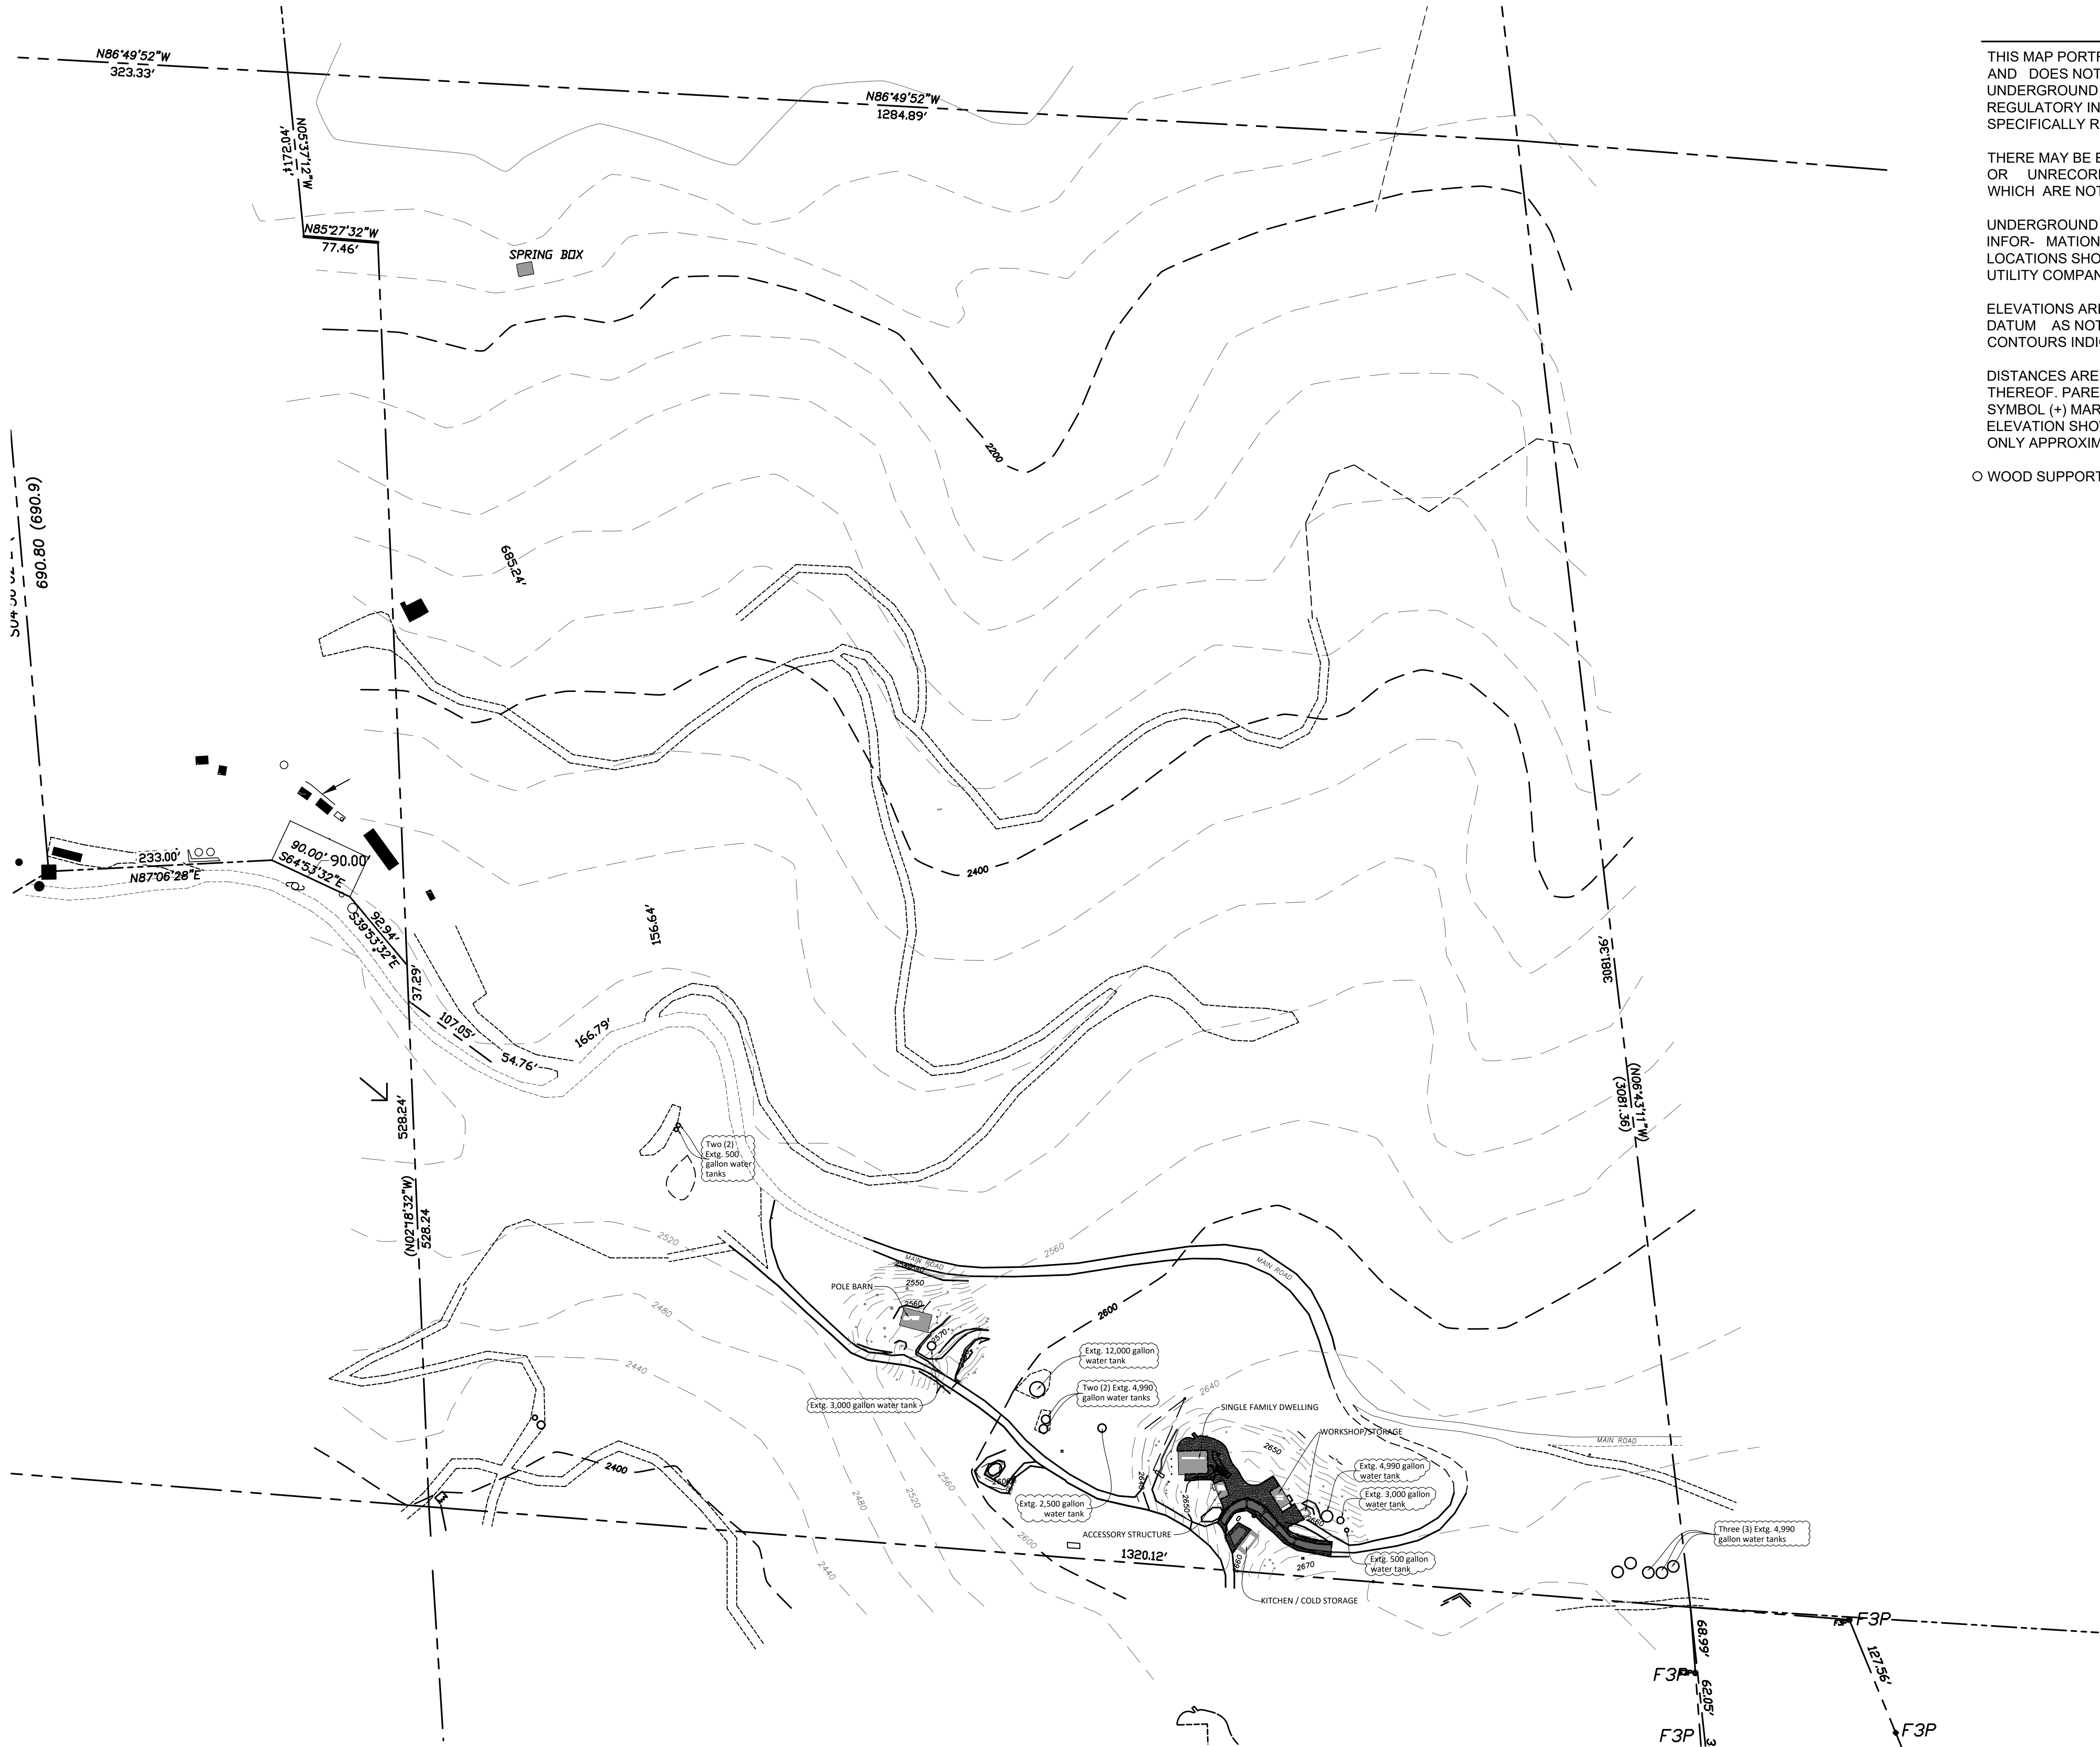 N86°49'52"W
323.33'
N05°37'12"W
N86°49'52"W
1284.89'
N85°27'32"W
77.46'
SPRING BOX
2200
690.80 (690.9)
685.24'
233.00'
N87°06'28"E
90.00'
S64°53'32"E
90.00'
92.94'
S39°53'32"E
37.29'
107.05'
54.76'
166.79'
156.64'
2400
3081.36'
(N06°43'11"W)
(3081.36)
528.24'
(N02°18'32"W)
528.24
Two (2)
Extg. 500
gallon water
tanks
2520
2480
2440
2400
MAIN ROAD
2550
2560
2570
POLE BARN
2560
MAIN ROAD
2600
Extg. 12,000 gallon
water tank
Two (2) Extg. 4,990
gallon water tanks
Extg. 3,000 gallon water tank
2640
SINGLE FAMILY DWELLING
WORKSHOP/STORAGE
2650
MAIN ROAD
Extg. 4,990 gallon
water tank
Extg. 3,000 gallon
water tank
2640
2650
2660
Extg. 2,500 gallon
water tank
2560
2520
2480
2440
2600
ACCESSORY STRUCTURE
1320.12'
2660
2670
Extg. 500 gallon
water tank
KITCHEN / COLD STORAGE
Three (3) Extg. 4,990
gallon water tanks
F3P
F3P
68.99'
127.56'
62.05'
F3P
F3P
3
THIS MAP PORTR
AND DOES NOT
UNDERGROUND
REGULATORY IN
SPECIFICALLY R
THERE MAY BE E
OR UNRECOR
WHICH ARE NOT
UNDERGROUND
INFOR- MATION
LOCATIONS SHO
UTILITY COMPAN
ELEVATIONS ARE
DATUM AS NOT
CONTOURS INDI
DISTANCES ARE
THEREOF. PARE
SYMBOL (+) MAR
ELEVATION SHO
ONLY APPROXIM
WOOD SUPPORT